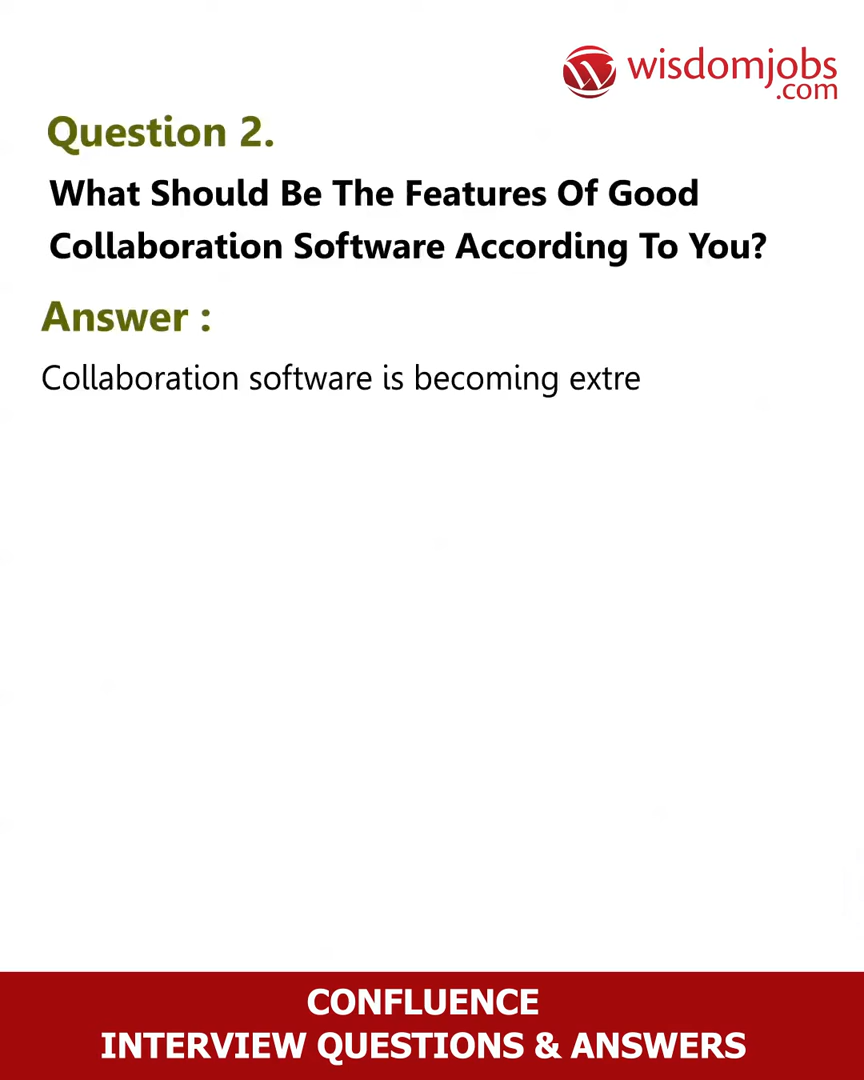 wisdomjobs
.com
Question 2.
What Should Be The Features Of Good
Collaboration Software According To You?
Answer :
Collaboration software is becoming extre
CONFLUENCE
INTERVIEW QUESTIONS & ANSWERS